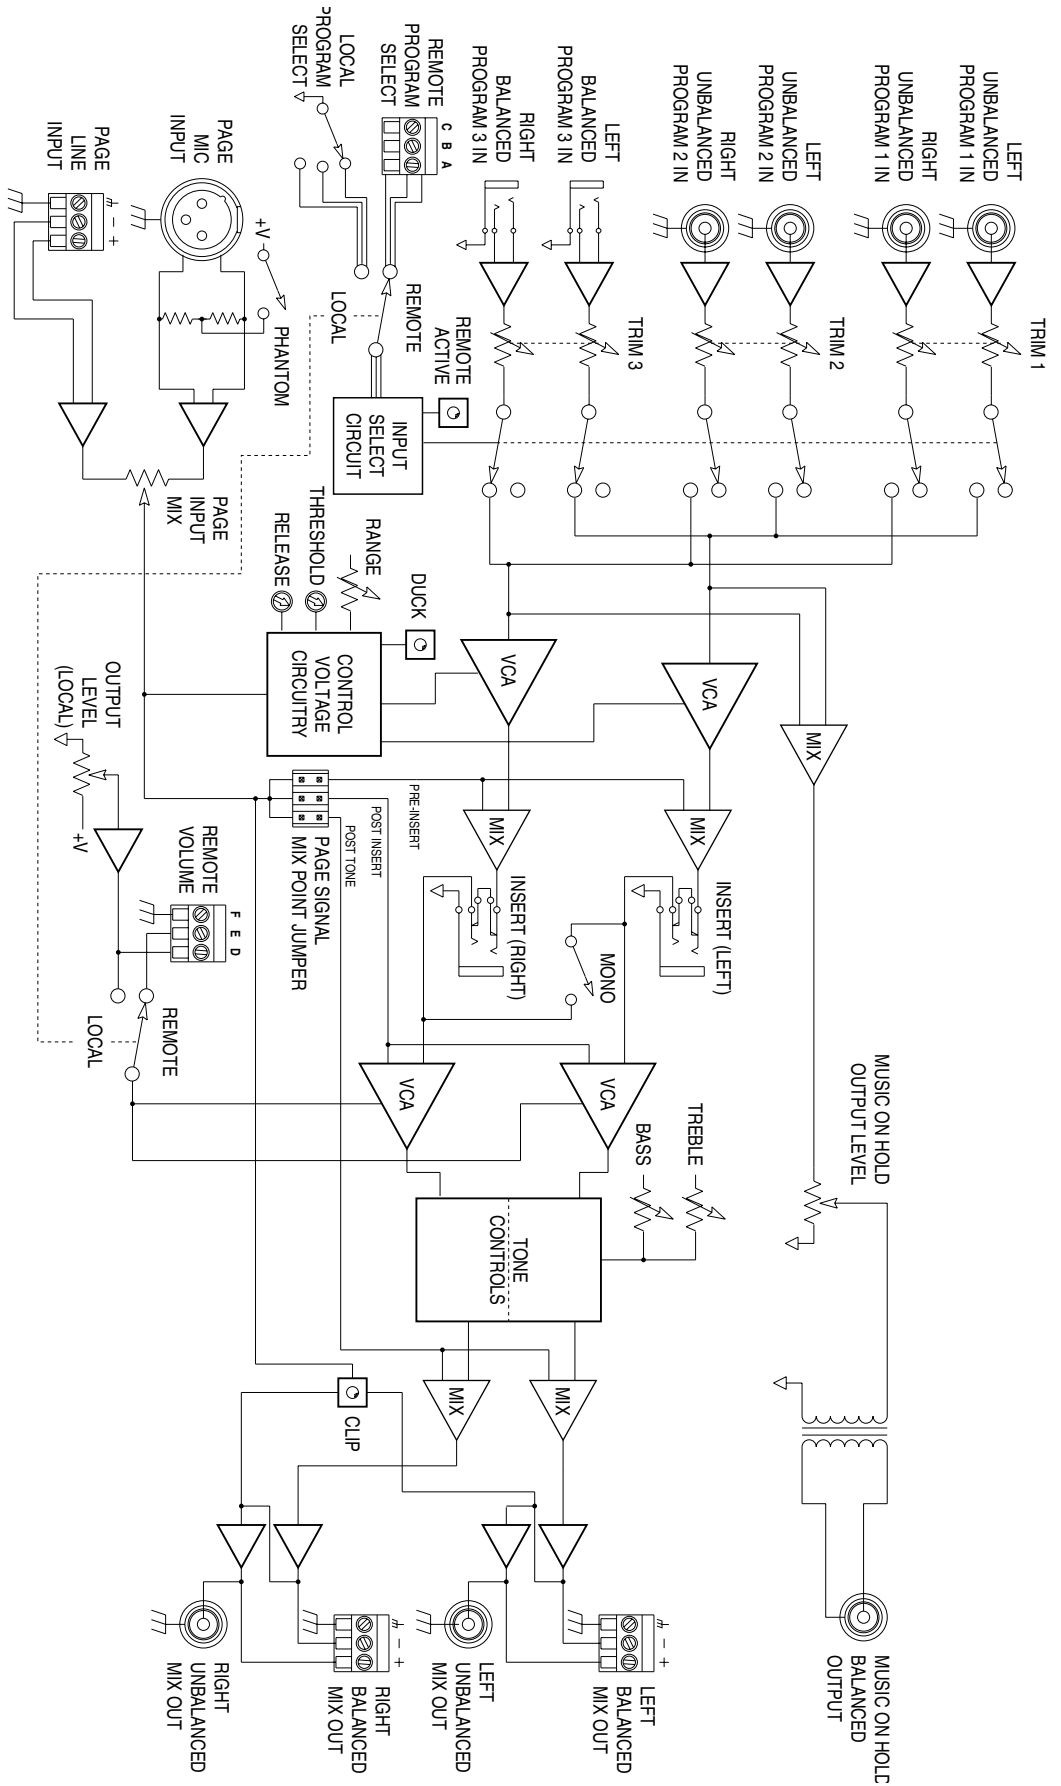 LEFT
UNBALANCED
PROGRAM 1 IN
RIGHT
UNBALANCED
PROGRAM 1 IN
TRIM 1
LEFT
UNBALANCED
PROGRAM 2 IN
RIGHT
UNBALANCED
PROGRAM 2 IN
TRIM 2
LEFT
BALANCED
PROGRAM 3 IN
RIGHT
BALANCED
PROGRAM 3 IN
TRIM 3
REMOTE
PROGRAM
SELECT
C B A
LOCAL
PROGRAM
SELECT
REMOTE
LOCAL
REMOTE
ACTIVE
INPUT
SELECT
CIRCUIT
PAGE
MIC
INPUT
+V
PHANTOM
PAGE
LINE
INPUT
- +
PAGE
INPUT
MIX
RANGE
THRESHOLD
RELEASE
DUCK
CONTROL
VOLTAGE
CIRCUITRY
VCA
VCA
MIX
MIX
MIX
PRE-INSERT
POST INSERT
POST TONE
PAGE SIGNAL
MIX POINT JUMPER
INSERT (LEFT)
INSERT (RIGHT)
MONO
OUTPUT
LEVEL
(LOCAL)
+V
REMOTE
VOLUME
F E D
REMOTE
LOCAL
VCA
VCA
TREBLE
BASS
TONE
CONTROLS
MUSIC ON HOLD
OUTPUT LEVEL
MIX
MIX
CLIP
MUSIC ON HOLD
BALANCED
OUTPUT
- +
LEFT
BALANCED
MIX OUT
LEFT
UNBALANCED
MIX OUT
- +
RIGHT
BALANCED
MIX OUT
RIGHT
UNBALANCED
MIX OUT